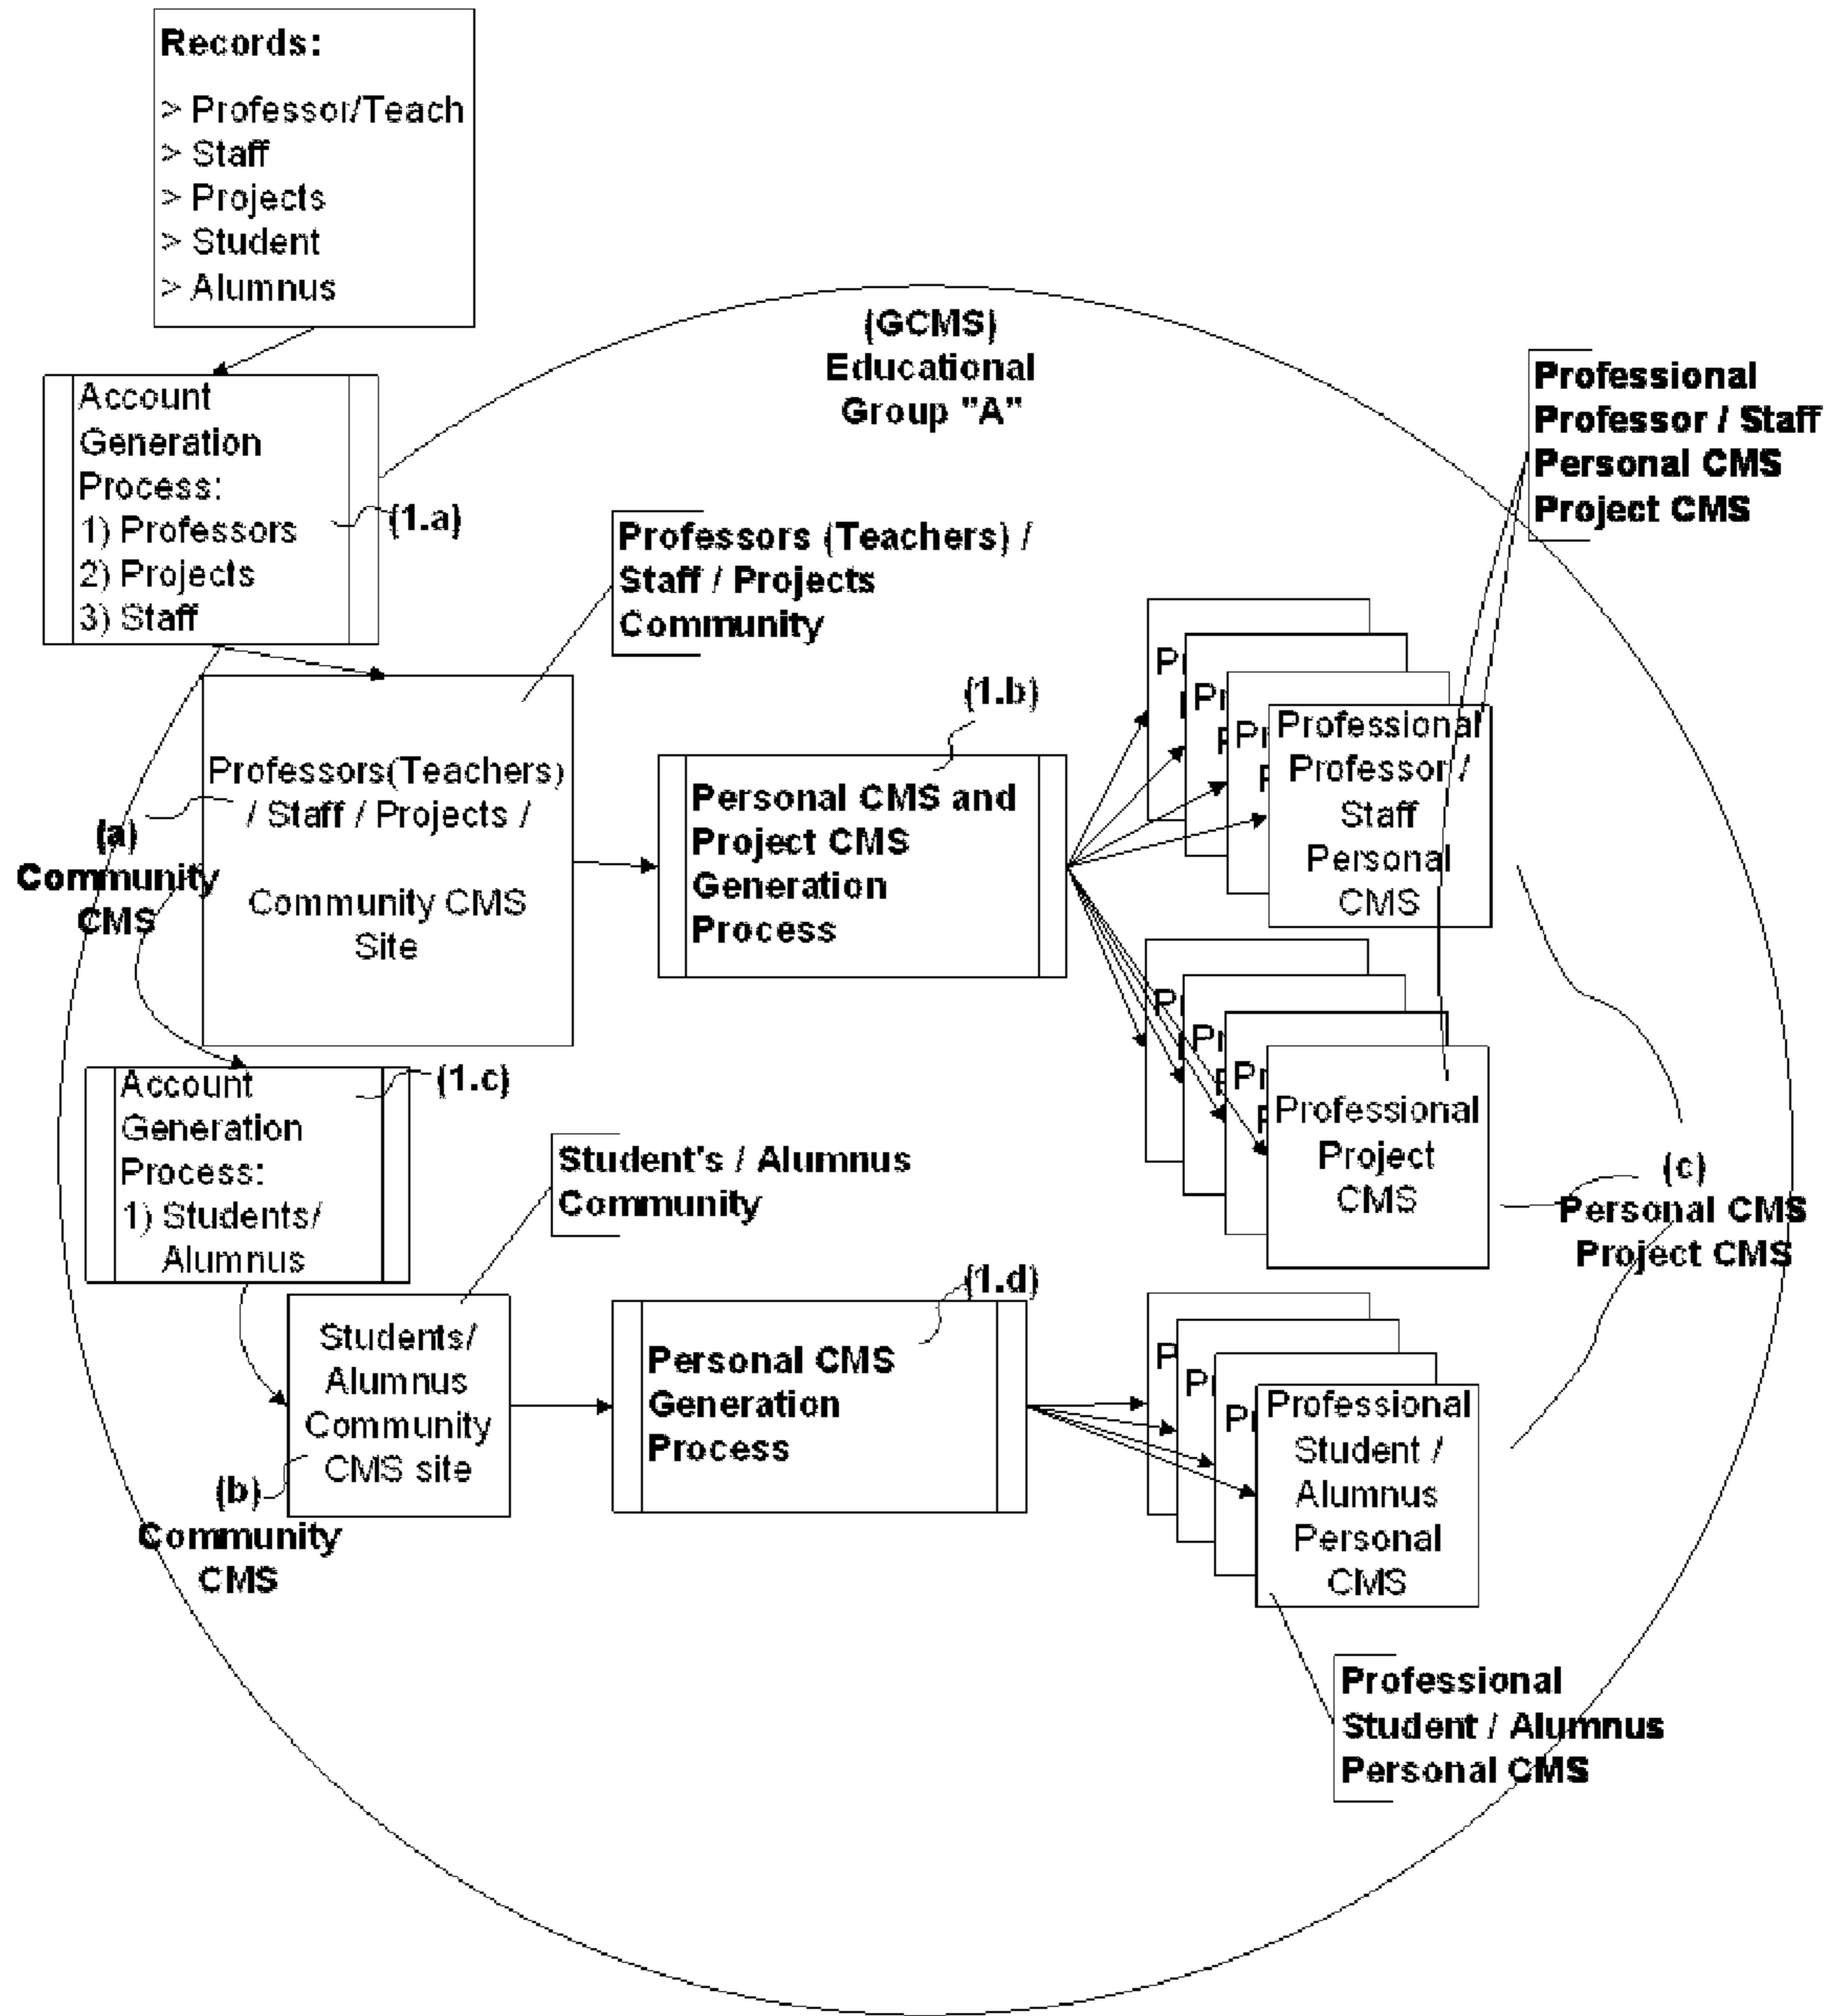 Records:
> Professor/Teach
> Staff
> Projects
> Student
> Alumnus
(GCMS)
Educational
Group "A"
Account
Generation
Process:
1) Professors
2) Projects
3) Staff
(1.a)
Professional
Professor / Staff
Personal CMS
Project CMS
Professors (Teachers) /
Staff / Projects
Community
Professors(Teachers)
/ Staff / Projects /
Community CMS
Site
(a)
Community
CMS
(1.b)
Personal CMS and
Project CMS
Generation
Process
Professional
Professor /
Staff
Personal
CMS
Professional
Project
CMS
(c)
Personal CMS
Project CMS
Account
Generation
Process:
1) Students/
Alumnus
(1.c)
Student's / Alumnus
Community
Students/
Alumnus
Community
CMS site
(b)
Community
CMS
(1.d)
Personal CMS
Generation
Process
Professional
Student /
Alumnus
Personal
CMS
Professional
Student / Alumnus
Personal CMS